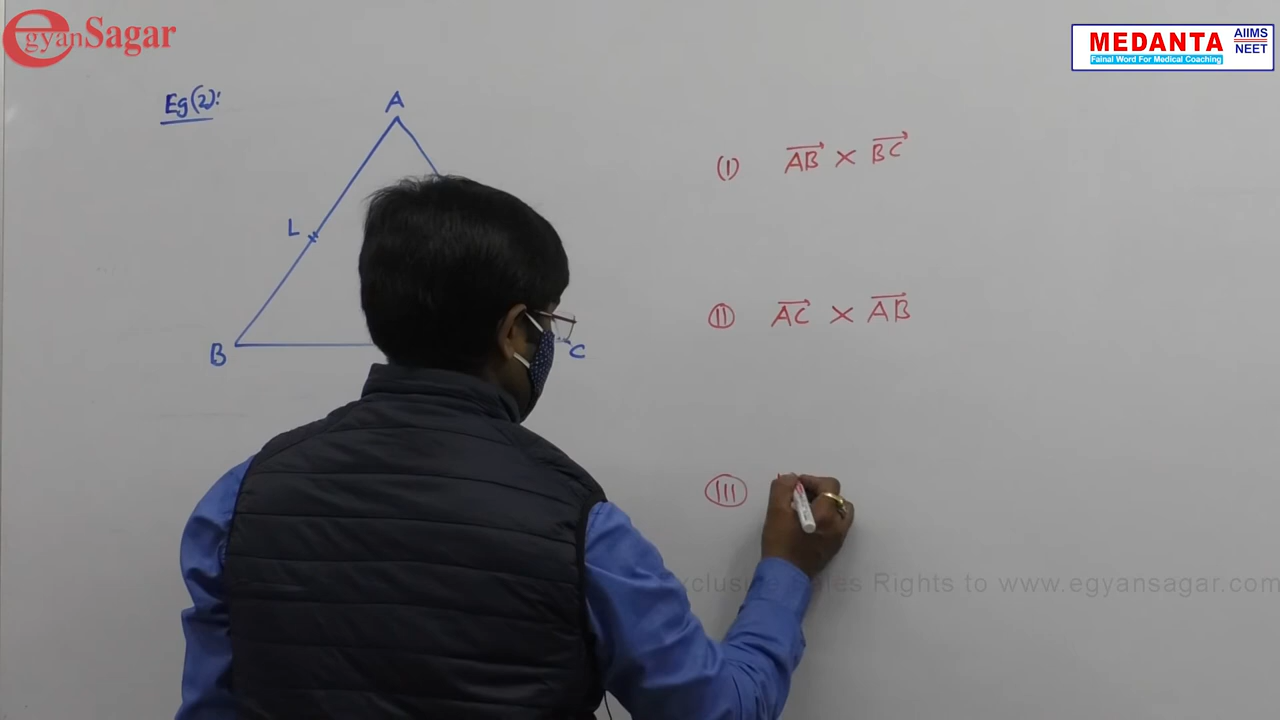 egyanSagar
MEDANTA AIIMS NEET
Fainal Word For Medical Coaching
Eg(2):
A
L
B
C
(I) AB⃗ × BC⃗
(II) AC⃗ × AB⃗
(III)
Rights to www.egyansagar.com